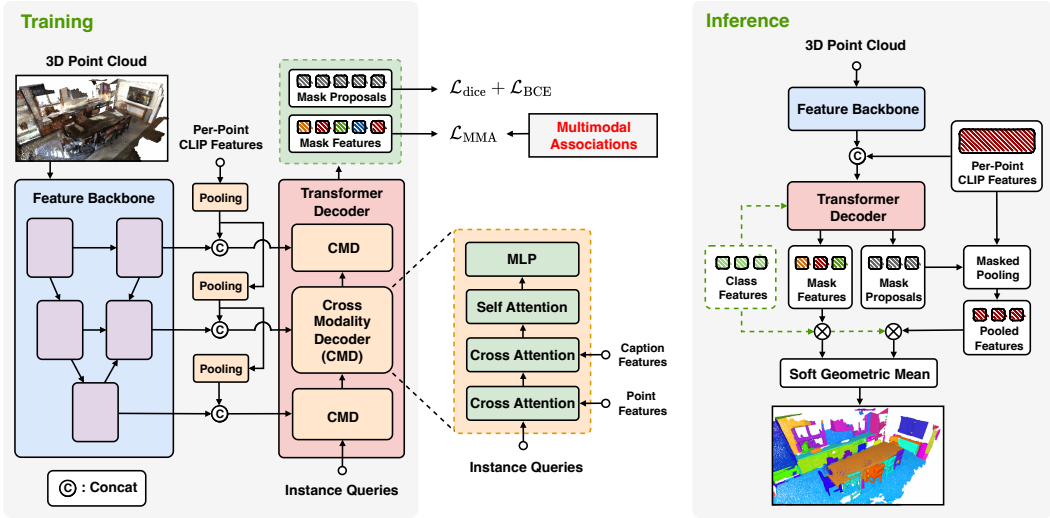 Training
3D Point Cloud
Per-Point
CLIP Features
Feature Backbone
Pooling
C
Pooling
C
Pooling
C
C : Concat
Mask Proposals
Mask Features
Transformer
Decoder
CMD
Cross
Modality
Decoder
(CMD)
CMD
Instance Queries
ℒdice + ℒBCE
ℒMMA
Multimodal
Associations
MLP
Self Attention
Cross Attention
Cross Attention
Caption
Features
Point
Features
Instance Queries
Inference
3D Point Cloud
Feature Backbone
C
Per-Point
CLIP Features
Transformer
Decoder
Class
Features
Mask
Features
Mask
Proposals
Masked
Pooling
Pooled
Features
Soft Geometric Mean